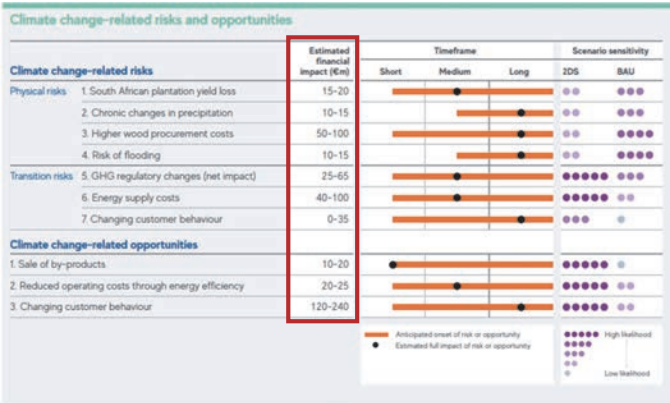 Climate change-related risks and opportunities
Estimated financial impact (€m)
Timeframe
Scenario sensitivity
Climate change-related risks
Short Medium Long 2DS BAU
Physical risks 1. South African plantation yield loss 15-20
2. Chronic changes in precipitation 10-15
3. Higher wood procurement costs 50-100
4. Risk of flooding 10-15
Transition risks 5. GHG regulatory changes (net impact) 25-65
6. Energy supply costs 40-100
7. Changing customer behaviour 0-35
Climate change-related opportunities
1. Sale of by-products 10-20
2. Reduced operating costs through energy efficiency 20-25
3. Changing customer behaviour 120-240
Anticipated onset of risk or opportunity
Estimated full impact of risk or opportunity
High likelihood
Low likelihood